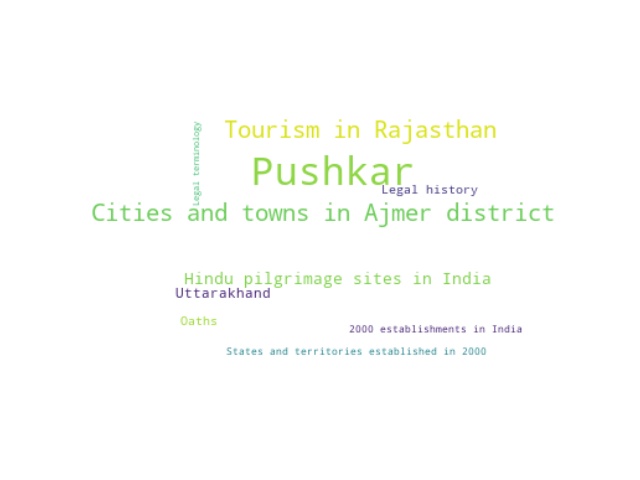 Tourism in Rajasthan
Legal terminology
Pushkar
Legal history
Cities and towns in Ajmer district
Hindu pilgrimage sites in India
Uttarakhand
Oaths
2000 establishments in India
States and territories established in 2000